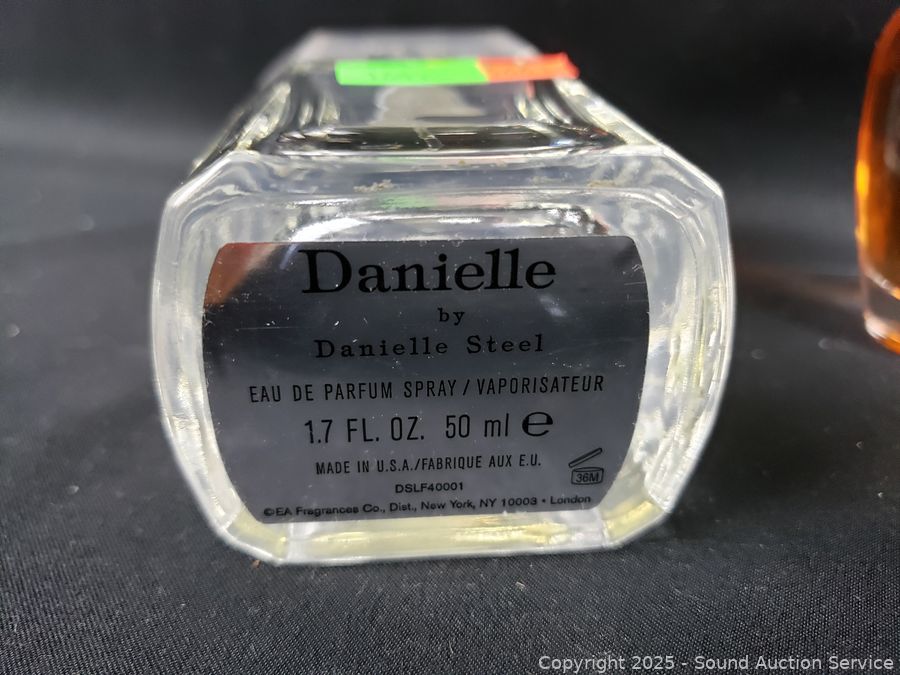 Danielle
by
Danielle Steel
EAU DE PARFUM SPRAY / VAPORISATEUR
1.7 FL. OZ. 50 ml ℮
MADE IN U.S.A./FABRIQUE AUX E.U.
36M
DSLF40001
©EA Fragrances Co., Dist., New York, NY 10003 • London
Copyright 2025 - Sound Auction Service